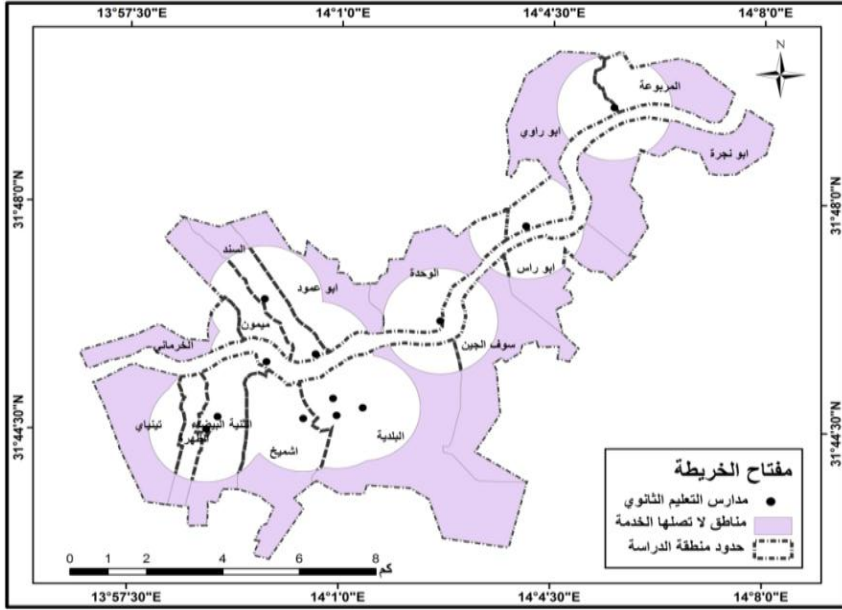 13°57'30"E 14°1'0"E 14°4'30"E 14°8'0"E
N
المربوعة
ابو راوي
ابو نجرة
31°48'0"N 31°48'0"N
السند
الوحدة
ابو راس
ابو عمود
ميمون
الخرماني
سوف الجين
31°44'30"N 31°44'30"N
تينياي
الثنية البيضاء
الظهر
اشميخ
البلدية
مفتاح الخريطة
مدارس التعليم الثانوي
مناطق لا تصلها الخدمة
حدود منطقة الدراسة
0 1 2 4 6 8
كم
13°57'30"E 14°1'0"E 14°4'30"E 14°8'0"E